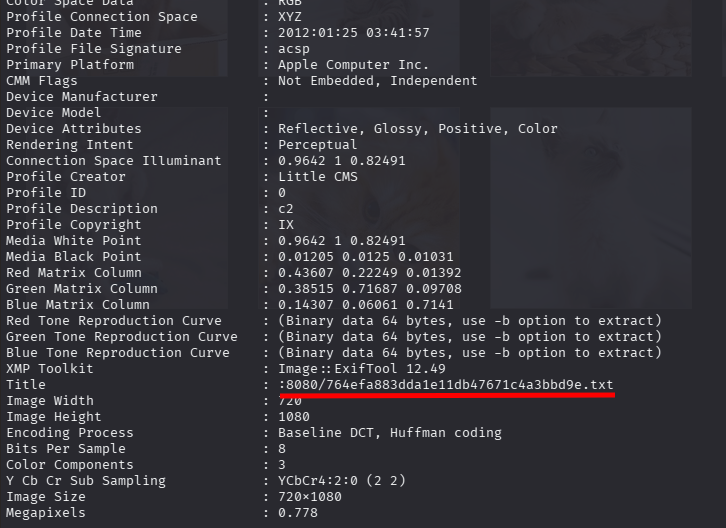 Color Space Data : RGB
Profile Connection Space : XYZ
Profile Date Time : 2012:01:25 03:41:57
Profile File Signature : acsp
Primary Platform : Apple Computer Inc.
CMM Flags : Not Embedded, Independent
Device Manufacturer :
Device Model :
Device Attributes : Reflective, Glossy, Positive, Color
Rendering Intent : Perceptual
Connection Space Illuminant : 0.9642 1 0.82491
Profile Creator : Little CMS
Profile ID : 0
Profile Description : c2
Profile Copyright : IX
Media White Point : 0.9642 1 0.82491
Media Black Point : 0.01205 0.0125 0.01031
Red Matrix Column : 0.43607 0.22249 0.01392
Green Matrix Column : 0.38515 0.71687 0.09708
Blue Matrix Column : 0.14307 0.06061 0.7141
Red Tone Reproduction Curve : (Binary data 64 bytes, use -b option to extract)
Green Tone Reproduction Curve : (Binary data 64 bytes, use -b option to extract)
Blue Tone Reproduction Curve : (Binary data 64 bytes, use -b option to extract)
XMP Toolkit : Image::ExifTool 12.49
Title : :8080/764efa883dda1e11db47671c4a3bbd9e.txt
Image Width : 720
Image Height : 1080
Encoding Process : Baseline DCT, Huffman coding
Bits Per Sample : 8
Color Components : 3
Y Cb Cr Sub Sampling : YCbCr4:2:0 (2 2)
Image Size : 720×1080
Megapixels : 0.778